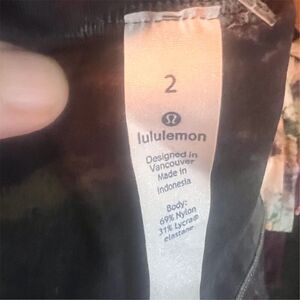 2
lululemon
Designed in
Vancouver
Made in
Indonesia
Body:
69% Nylon
31% Lycra®
elastane